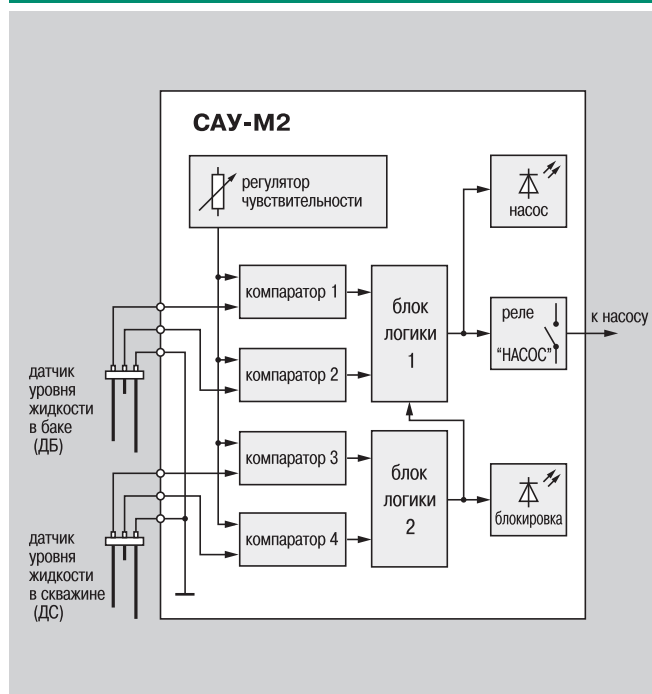 САУ-М2
регулятор
чувствительности
насос
компаратор 1
блок
логики
1
реле
"НАСОС"
к насосу
компаратор 2
датчик
уровня
жидкости
в баке
(ДБ)
компаратор 3
блок
логики
2
блокировка
компаратор 4
датчик
уровня
жидкости
в скважине
(ДС)